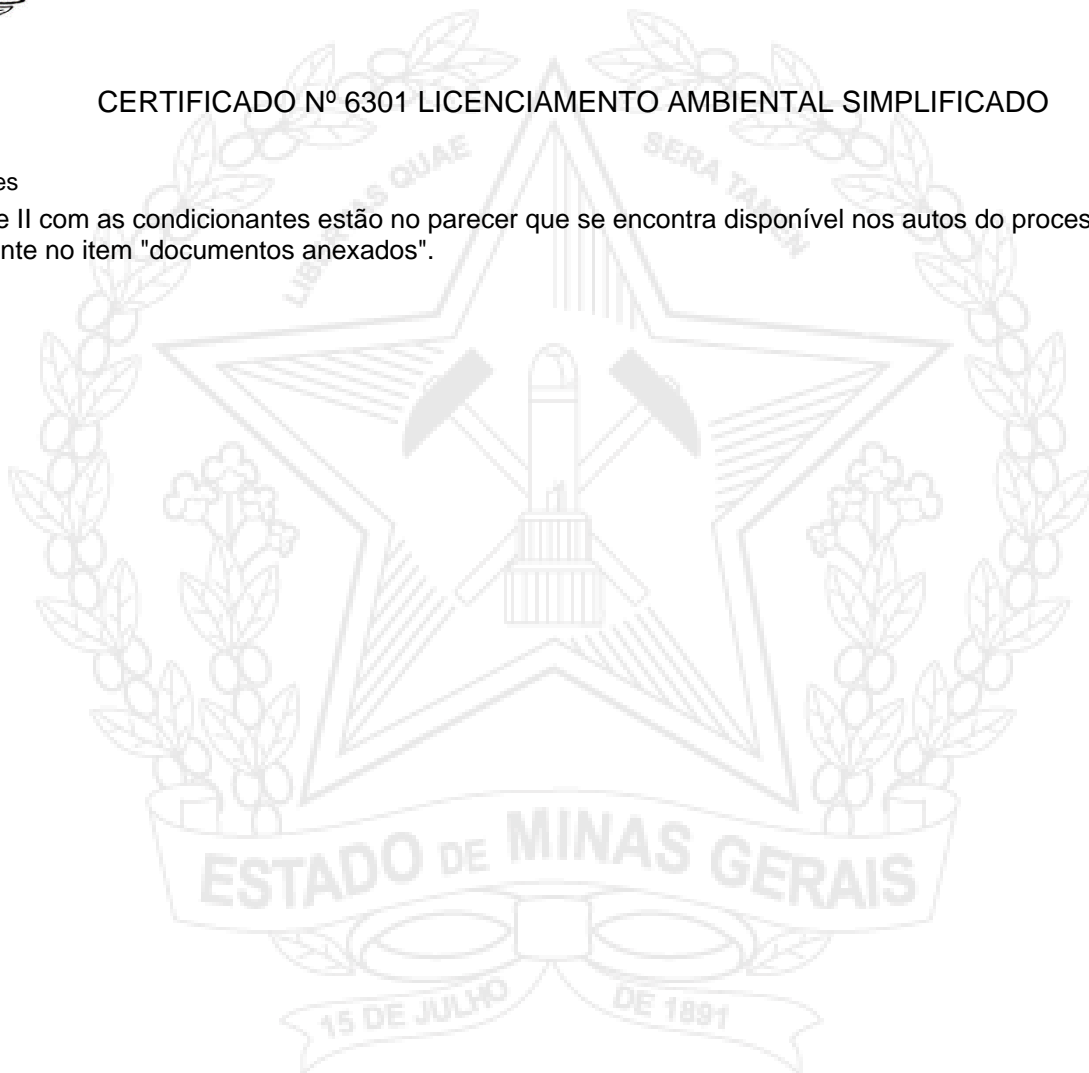 CERTIFICADO Nº 6301 LICENCIAMENTO AMBIENTAL SIMPLIFICADO
es
e II com as condicionantes estão no parecer que se encontra disponível nos autos do proces
nte no item "documentos anexados".
LIBERTAS QUAE SERA TAMEN
ESTADO DE MINAS GERAIS
15 DE JULHO DE 1891